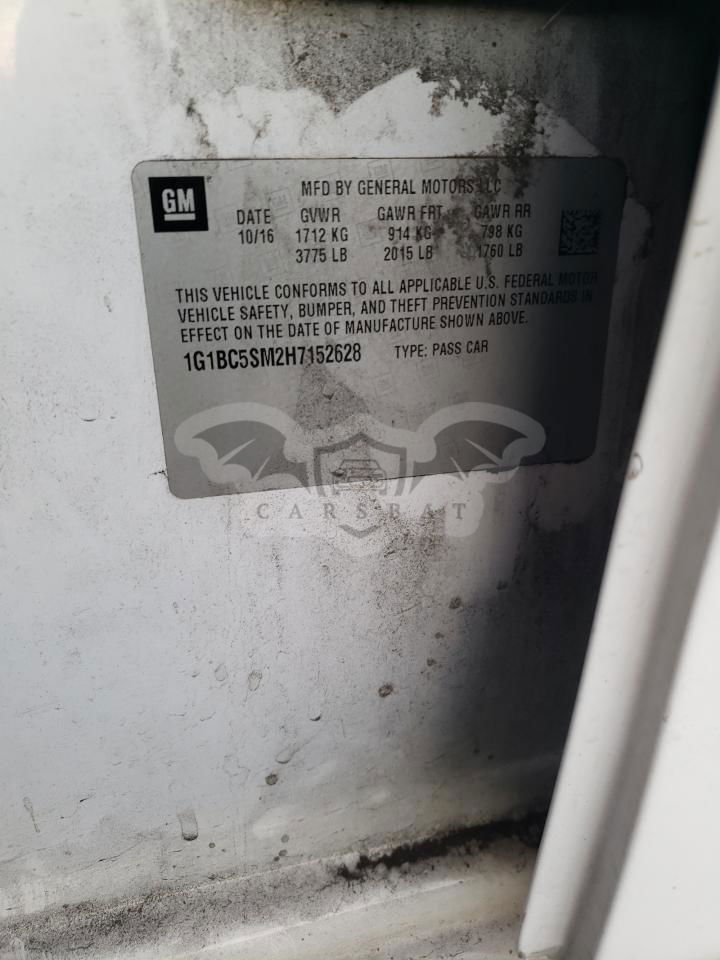 GM
MFD BY GENERAL MOTORS LLC
DATE GVWR GAWR FRT GAWR RR
10/16 1712 KG 914 KG 798 KG
3775 LB 2015 LB 1760 LB
THIS VEHICLE CONFORMS TO ALL APPLICABLE U.S. FEDERAL MOTOR
VEHICLE SAFETY, BUMPER, AND THEFT PREVENTION STANDARDS IN
EFFECT ON THE DATE OF MANUFACTURE SHOWN ABOVE.
1G1BC5SM2H7152628 TYPE: PASS CAR
CARSBAT